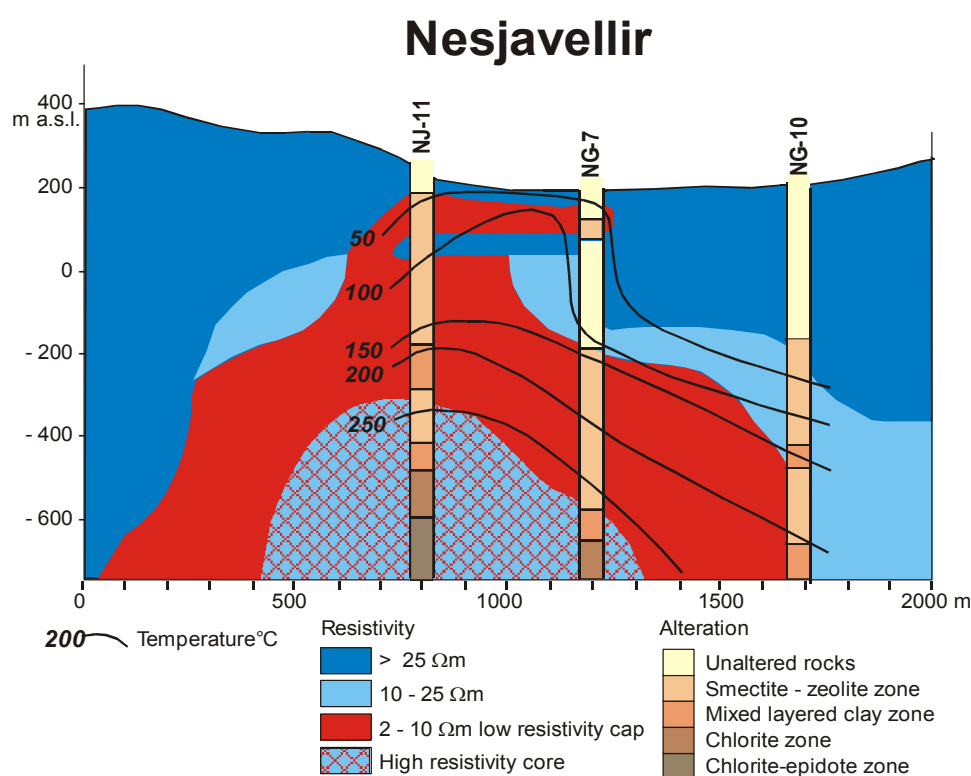 Nesjavellir
400
m a.s.l.
200
0
- 200
- 400
- 600
NJ-11
NG-7
NG-10
50
100
150
200
250
0
500
1000
1500
2000 m
200 Temperature°C
Resistivity
> 25 Ωm
10 - 25 Ωm
2 - 10 Ωm low resistivity cap
High resistivity core
Alteration
Unaltered rocks
Smectite - zeolite zone
Mixed layered clay zone
Chlorite zone
Chlorite-epidote zone